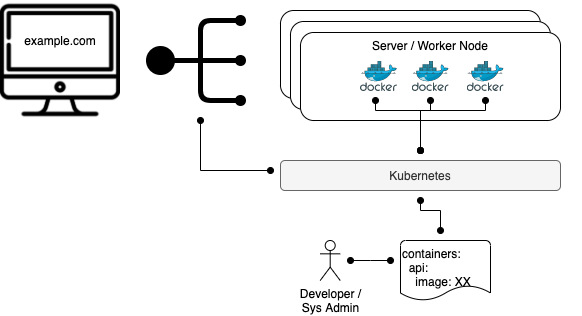 example.com
Server / Worker Node
docker docker docker
Kubernetes
containers:
api:
image: XX
Developer /
Sys Admin